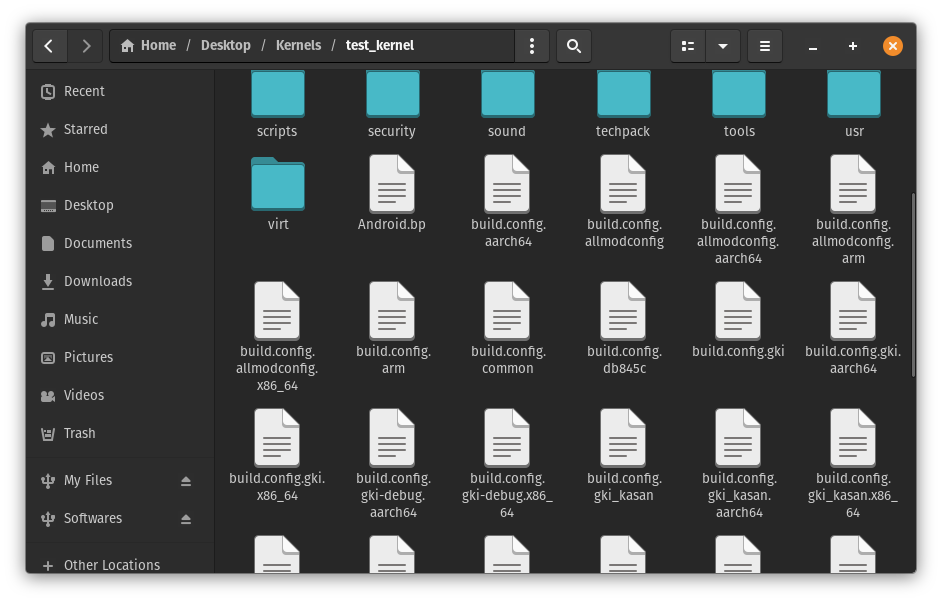 Home / Desktop / Kernels / test_kernel
Recent
Starred
Home
Desktop
Documents
Downloads
Music
Pictures
Videos
Trash
My Files
Softwares
Other Locations
scripts
security
sound
techpack
tools
usr
virt
Android.bp
build.config.
aarch64
build.config.
allmodconfig
build.config.
allmodconfig.
aarch64
build.config.
allmodconfig.
arm
build.config.
allmodconfig.
x86_64
build.config.
arm
build.config.
common
build.config.
db845c
build.config.gki
build.config.gki.
aarch64
build.config.gki.
x86_64
build.config.
gki-debug.
aarch64
build.config.
gki-debug.x86_
64
build.config.
gki_kasan
build.config.
gki_kasan.
aarch64
build.config.
gki_kasan.x86_
64